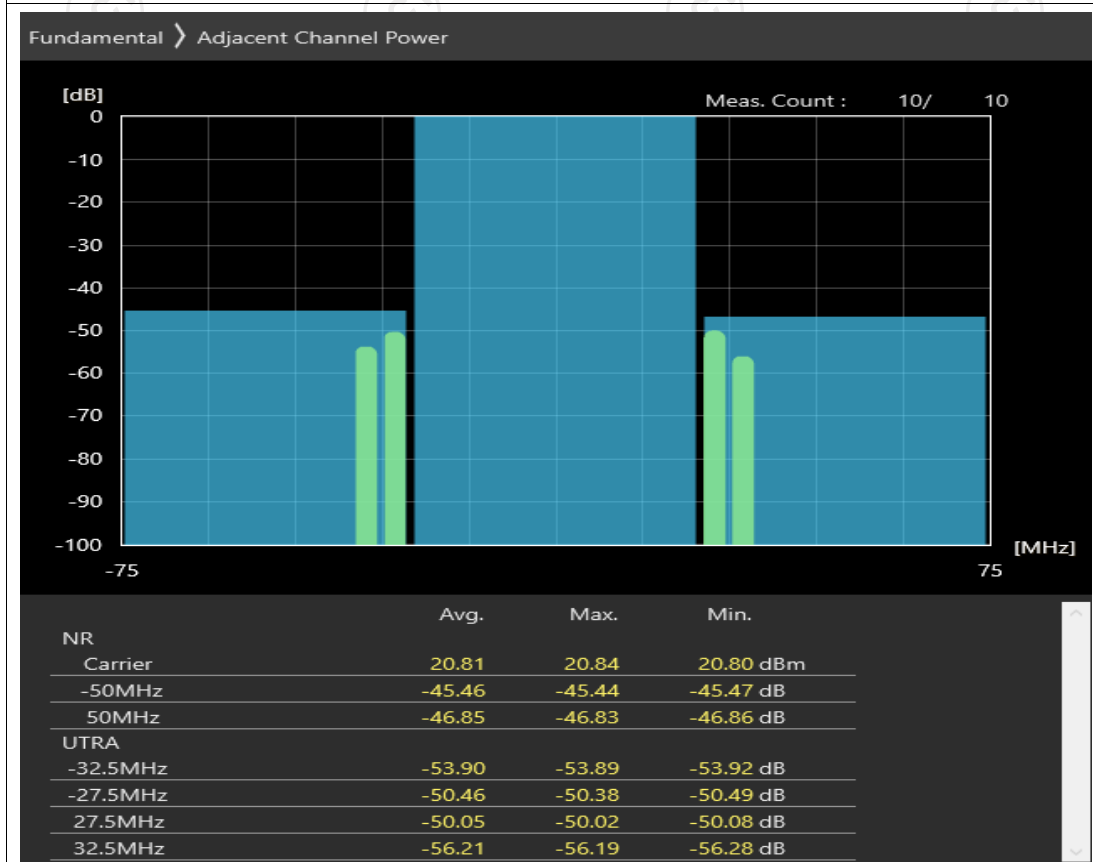 Fundamental 》 Adjacent Channel Power
[dB]
Meas. Count : 10/ 10
0
-10
-20
-30
-40
-50
-60
-70
-80
-90
-100
[MHz]
-75 75
Avg. Max. Min.
NR
Carrier 20.81 20.84 20.80 dBm
-50MHz -45.46 -45.44 -45.47 dB
50MHz -46.85 -46.83 -46.86 dB
UTRA
-32.5MHz -53.90 -53.89 -53.92 dB
-27.5MHz -50.46 -50.38 -50.49 dB
27.5MHz -50.05 -50.02 -50.08 dB
32.5MHz -56.21 -56.19 -56.28 dB